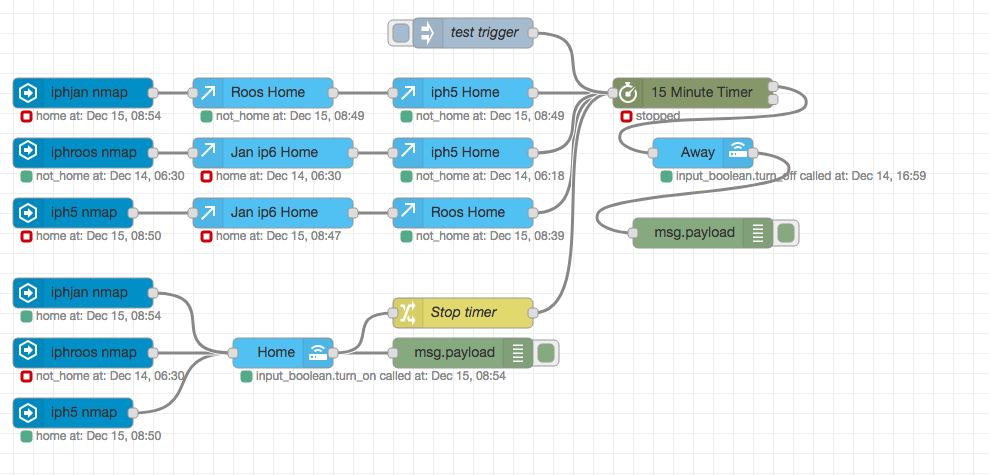 test trigger
iphjan nmap
Roos Home
iph5 Home
15 Minute Timer
home at: Dec 15, 08:54
not_home at: Dec 15, 08:49
not_home at: Dec 15, 08:49
stopped
iphroos nmap
Jan ip6 Home
iph5 Home
Away
not_home at: Dec 14, 06:30
home at: Dec 14, 06:30
not_home at: Dec 14, 06:18
input_boolean.turn_off called at: Dec 14, 16:59
iph5 nmap
Jan ip6 Home
Roos Home
msg.payload
home at: Dec 15, 08:50
home at: Dec 15, 08:47
not_home at: Dec 15, 08:39
iphjan nmap
Stop timer
home at: Dec 15, 08:54
iphroos nmap
Home
msg.payload
not_home at: Dec 14, 06:30
input_boolean.turn_on called at: Dec 15, 08:54
iph5 nmap
home at: Dec 15, 08:50